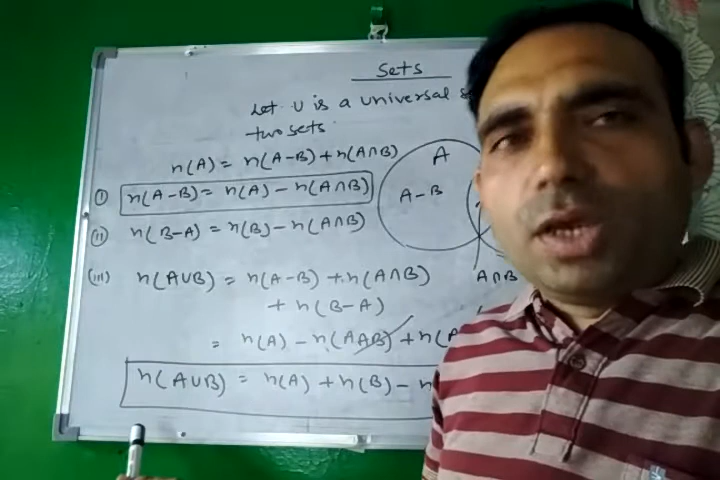 Sets
Let U is a universal
two sets
n(A) = n(A-B) + n(A∩B)
(i) n(A-B) = n(A) - n(A∩B)
(ii) n(B-A) = n(B) - n(A∩B)
(iii) n(A∪B) = n(A-B) + n(A∩B)
+ n(B-A)
= n(A) - n(A∩B) + n(A
n(A∪B) = n(A) + n(B) - n
A
A-B
A∩B